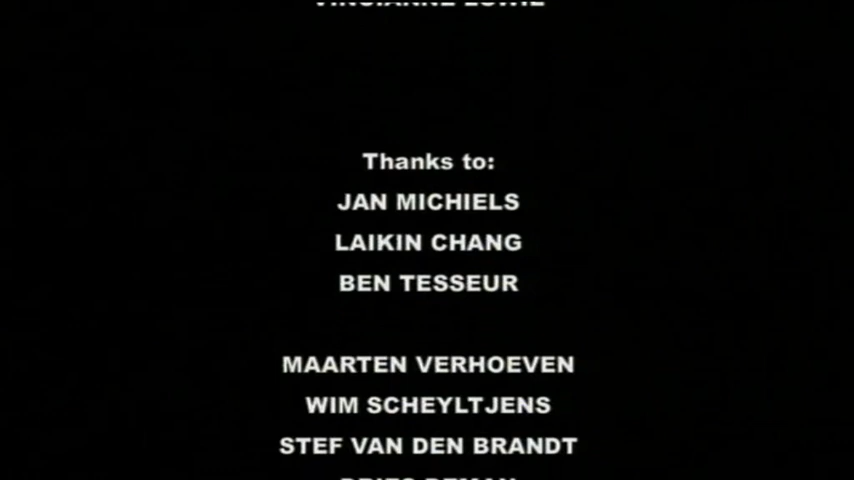 Thanks to:
JAN MICHIELS
LAIKIN CHANG
BEN TESSEUR
MAARTEN VERHOEVEN
WIM SCHEYLTJENS
STEF VAN DEN BRANDT